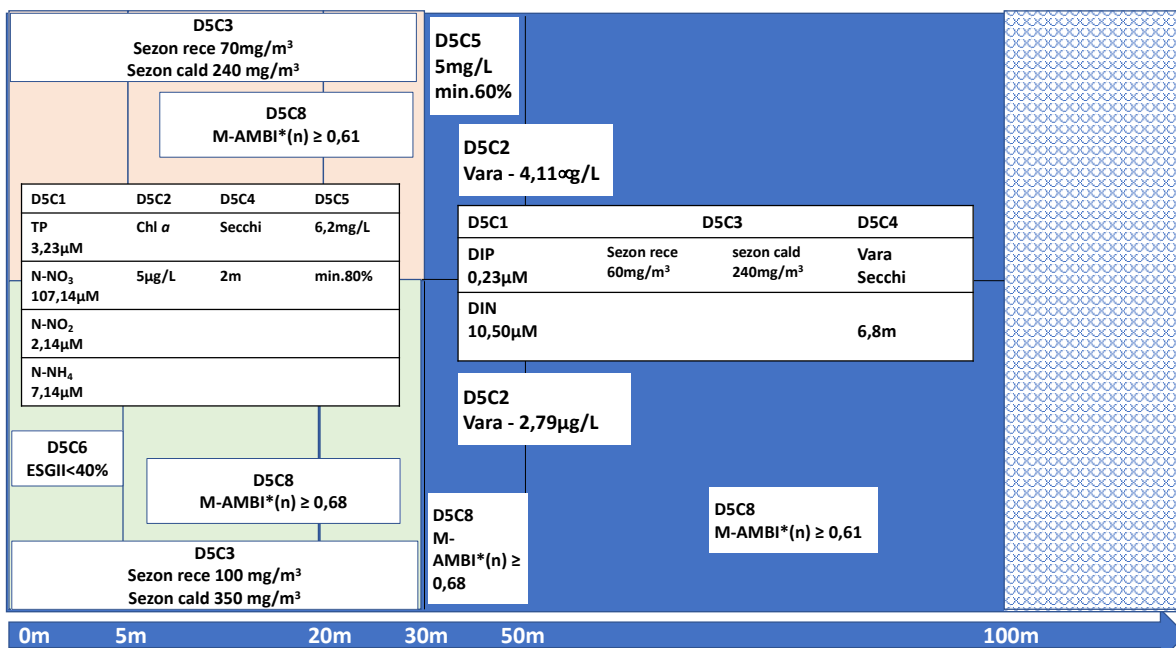 D5C3
Sezon rece 70mg/m³
Sezon cald 240 mg/m³
D5C8
M-AMBI*(n) ≥ 0,61
D5C1 D5C2 D5C4 D5C5
TP Chl a Secchi 6,2mg/L
3,23µM
N-NO₃ 5µg/L 2m min.80%
107,14µM
N-NO₂
2,14µM
N-NH₄
7,14µM
D5C6
ESGII<40%
D5C8
M-AMBI*(n) ≥ 0,68
D5C3
Sezon rece 100 mg/m³
Sezon cald 350 mg/m³
D5C5
5mg/L
min.60%
D5C2
Vara - 4,11αg/L
D5C1 D5C3 D5C4
DIP Sezon rece sezon cald Vara
0,23µM 60mg/m³ 240mg/m³ Secchi
DIN
10,50µM 6,8m
D5C2
Vara - 2,79µg/L
D5C8
M-
AMBI*(n) ≥
0,68
D5C8
M-AMBI*(n) ≥ 0,61
0m 5m 20m 30m 50m 100m